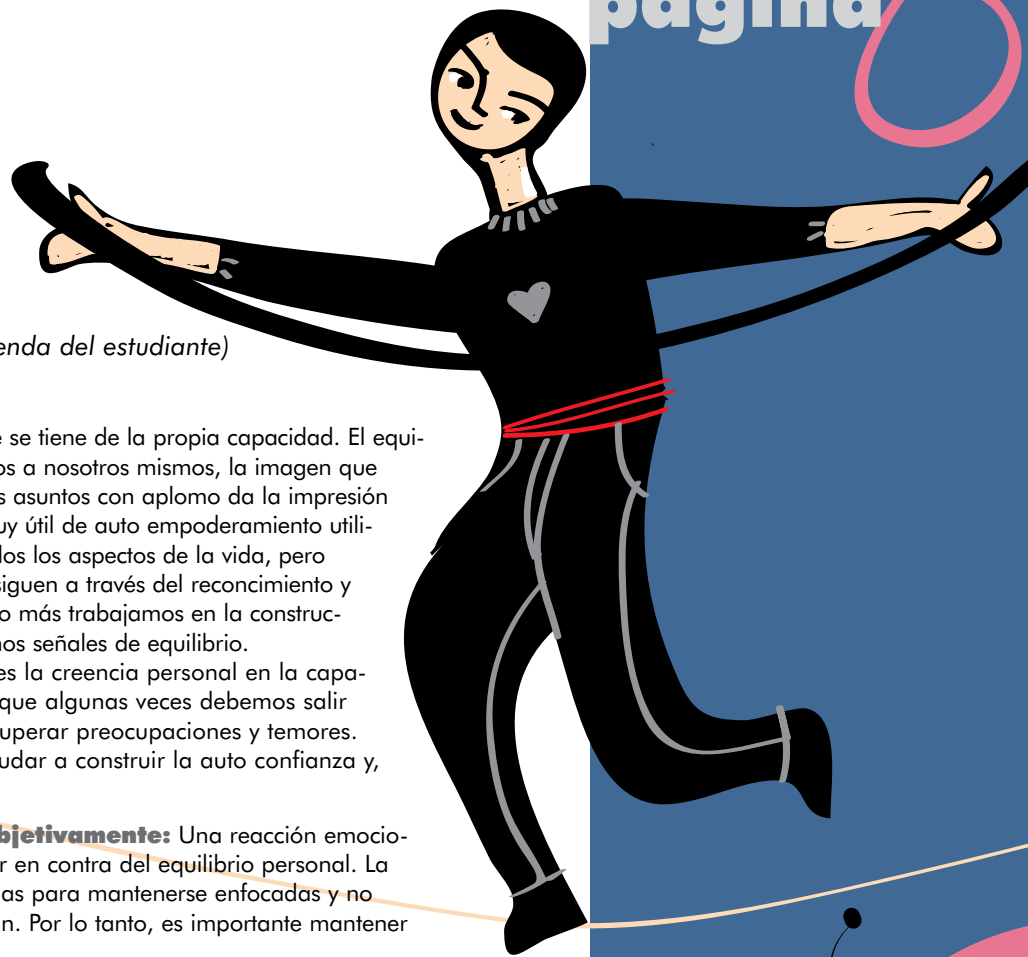 página
enda del estudiante)
e se tiene de la propia capacidad. El equi-
os a nosotros mismos, la imagen que
s asuntos con aplomo da la impresión
uy útil de auto empoderamiento utili-
dos los aspectos de la vida, pero
siguen a través del reconcimiento y
o más trabajamos en la construc-
nos señales de equilibrio.
es la creencia personal en la capa-
que algunas veces debemos salir
uperar preocupaciones y temores.
udar a construir la auto confianza y,
bjetivamente: Una reacción emocio-
r en contra del equilibrio personal. La
nas para mantenerse enfocadas y no
n. Por lo tanto, es importante mantener